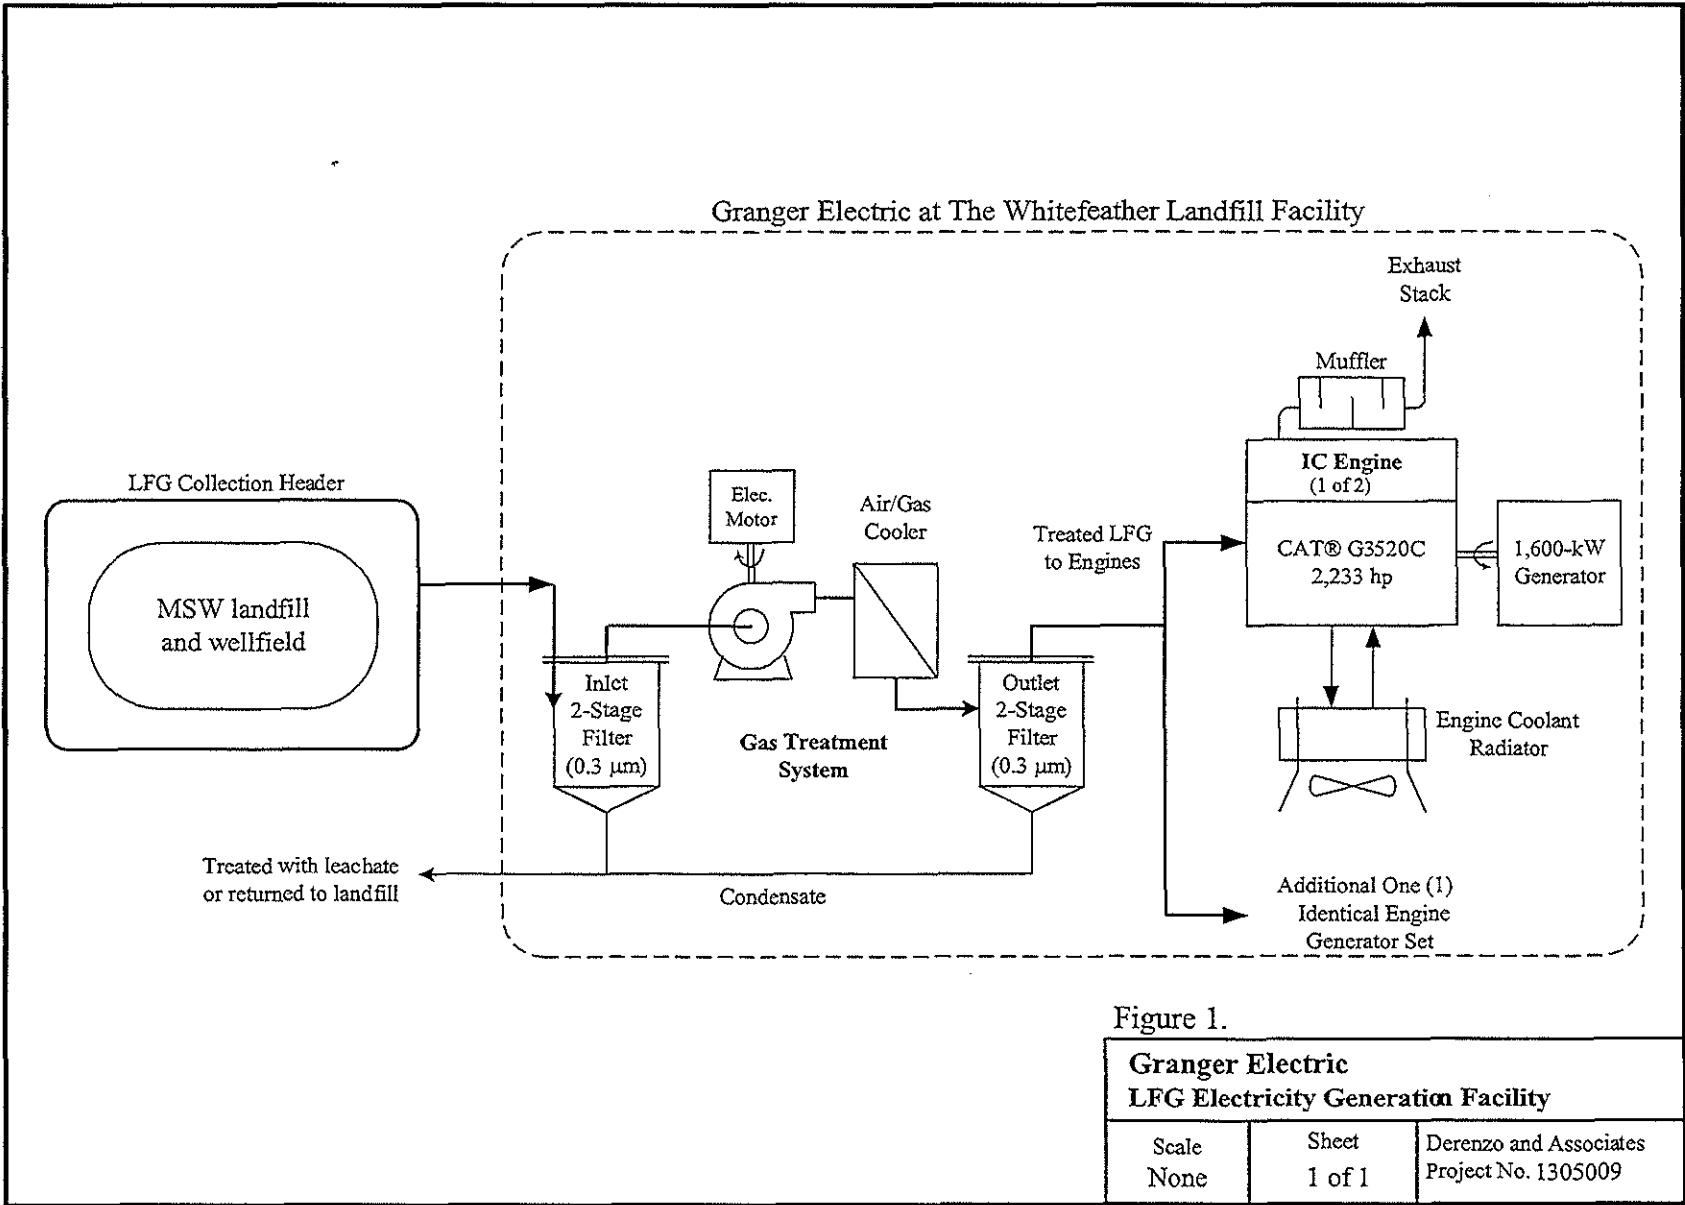 Granger Electric at The Whitefeather Landfill Facility
Exhaust
Stack
Muffler
LFG Collection Header
MSW landfill
and wellfield
Elec.
Motor
Air/Gas
Cooler
Treated LFG
to Engines
IC Engine
(1 of 2)
CAT® G3520C
2,233 hp
1,600-kW
Generator
Inlet
2-Stage
Filter
(0.3 µm)
Gas Treatment
System
Outlet
2-Stage
Filter
(0.3 µm)
Engine Coolant
Radiator
Treated with leachate
or returned to landfill
Condensate
Additional One (1)
Identical Engine
Generator Set
Figure 1.
Granger Electric
LFG Electricity Generation Facility
Scale
None
Sheet
1 of 1
Derenzo and Associates
Project No. 1305009